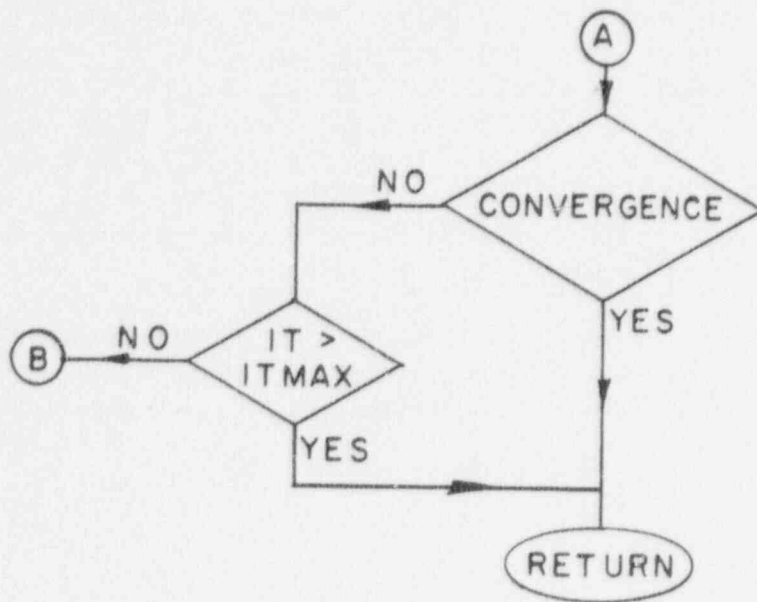 A
NO
CONVERGENCE
YES
NO
B
IT >
ITMAX
YES
RETURN